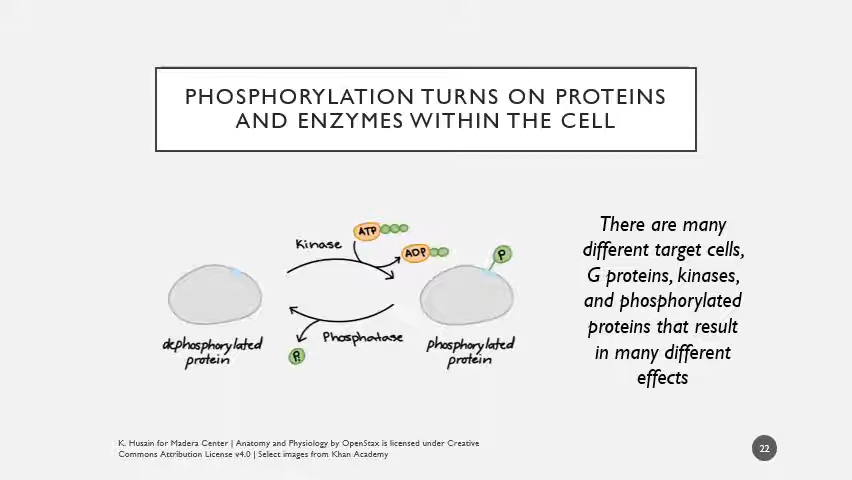 PHOSPHORYLATION TURNS ON PROTEINS
AND ENZYMES WITHIN THE CELL
ATP
Kinase
ADP
P
dephosphorylated
protein
Phosphatase
Pi
phosphorylated
protein
There are many
different target cells,
G proteins, kinases,
and phosphorylated
proteins that result
in many different
effects
K. Husain for Madera Center | Anatomy and Physiology by OpenStax is licensed under Creative
Commons Attribution License v4.0 | Select images from Khan Academy
22